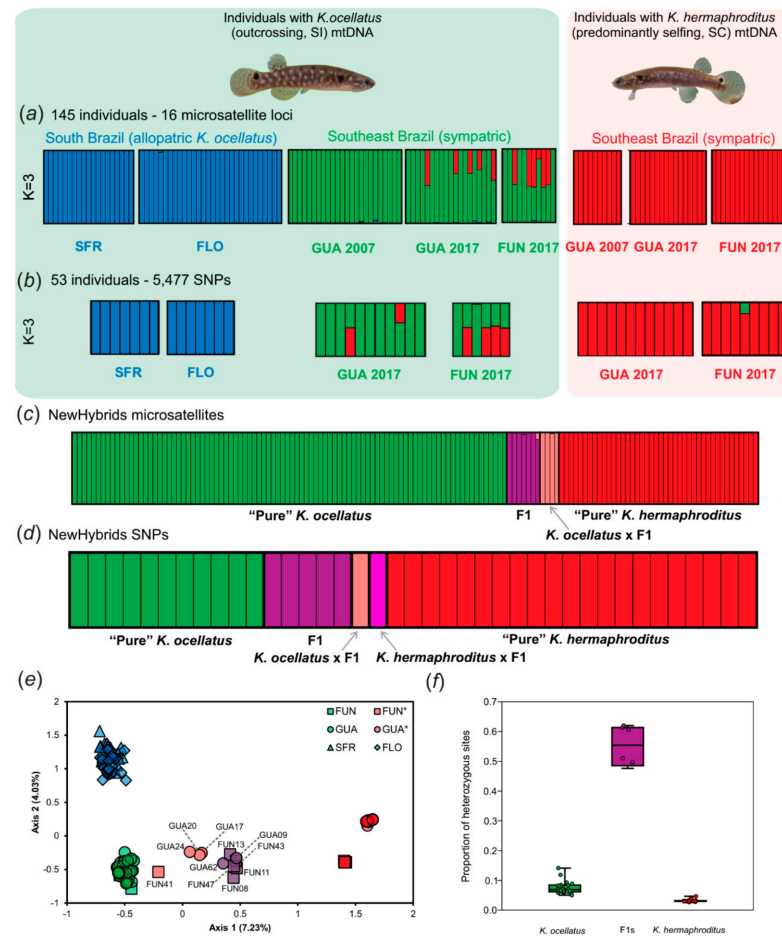 Individuals with K.ocellatus
(outcrossing, SI) mtDNA
Individuals with K. hermaphroditus
(predominantly selfing, SC) mtDNA
(a) 145 individuals - 16 microsatellite loci
South Brazil (allopatric K. ocellatus)
Southeast Brazil (sympatric)
Southeast Brazil (sympatric)
K=3
SFR
FLO
GUA 2007
GUA 2017
FUN 2017
GUA 2007
GUA 2017
FUN 2017
(b) 53 individuals - 5,477 SNPs
K=3
SFR
FLO
GUA 2017
FUN 2017
GUA 2017
FUN 2017
(c) NewHybrids microsatellites
"Pure" K. ocellatus
F1
"Pure" K. hermaphroditus
K. ocellatus x F1
(d) NewHybrids SNPs
"Pure" K. ocellatus
F1
"Pure" K. hermaphroditus
K. ocellatus x F1
K. hermaphroditus x F1
(e)
2
1.5
1
0.5
0
-0.5
-1
-1
-0.5
0
0.5
1
1.5
2
Axis 2 (4.03%)
Axis 1 (7.23%)
FUN
FUN*
GUA
GUA*
SFR
FLO
GUA20
GUA17
GUA24
FUN13
GUA09
FUN43
GUA62
FUN41
FUN47
FUN11
FUN08
(f)
0.7
0.6
0.5
0.4
0.3
0.2
0.1
0.0
Proportion of heterozygous sites
K. ocellatus
F1s
K. hermaphroditus